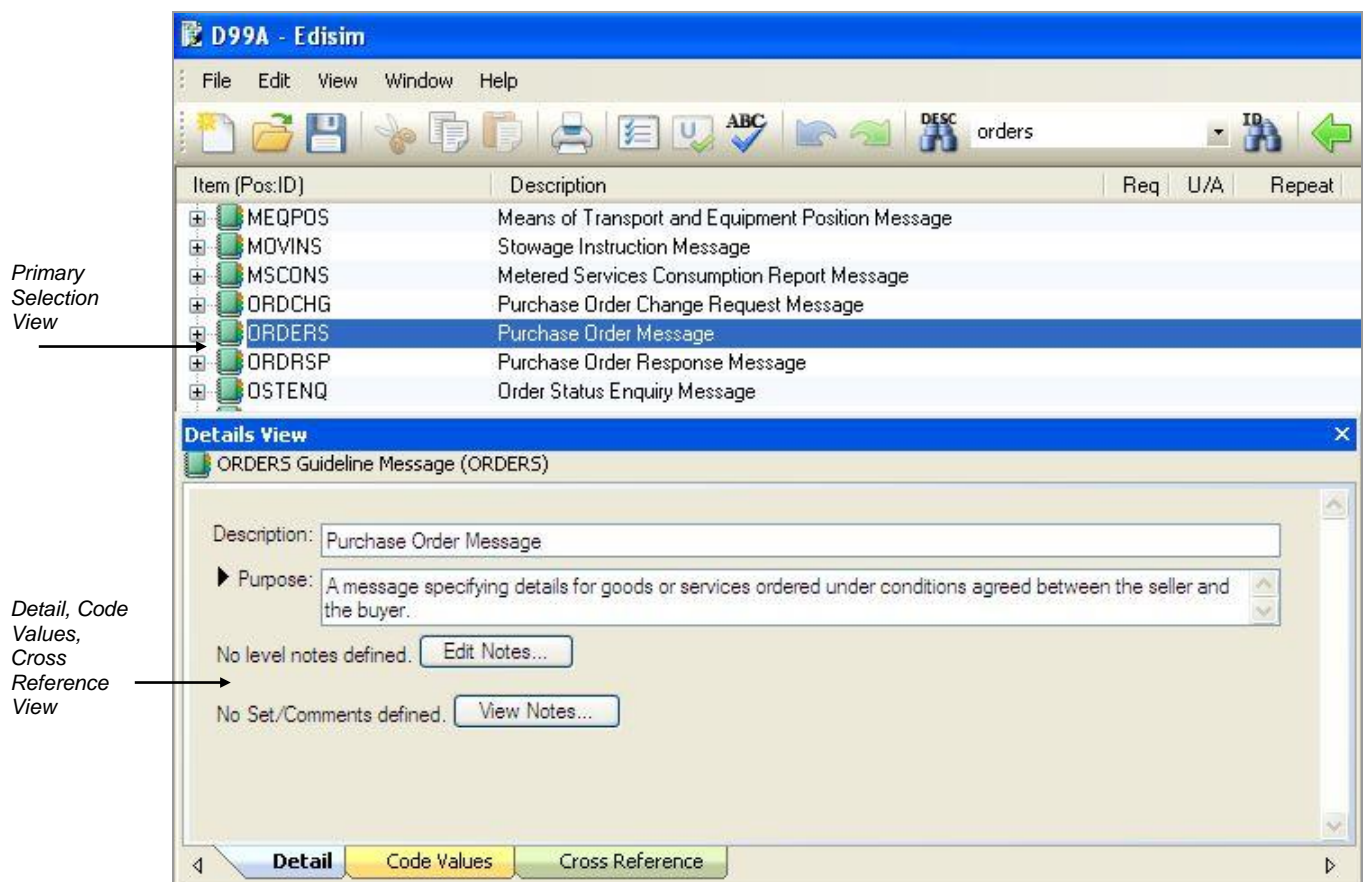 D99A - Edisim
File Edit View Window Help
ABC DESC orders ID
Item (Pos:ID) Description Req U/A Repeat
MEQPOS Means of Transport and Equipment Position Message
MOVINS Stowage Instruction Message
MSCONS Metered Services Consumption Report Message
ORDCHG Purchase Order Change Request Message
ORDERS Purchase Order Message
ORDRSP Purchase Order Response Message
OSTENQ Order Status Enquiry Message
Primary
Selection
View
Details View
ORDERS Guideline Message (ORDERS)
Description: Purchase Order Message
Purpose: A message specifying details for goods or services ordered under conditions agreed between the seller and
the buyer.
No level notes defined. Edit Notes...
No Set/Comments defined. View Notes...
Detail, Code
Values,
Cross
Reference
View
Detail Code Values Cross Reference